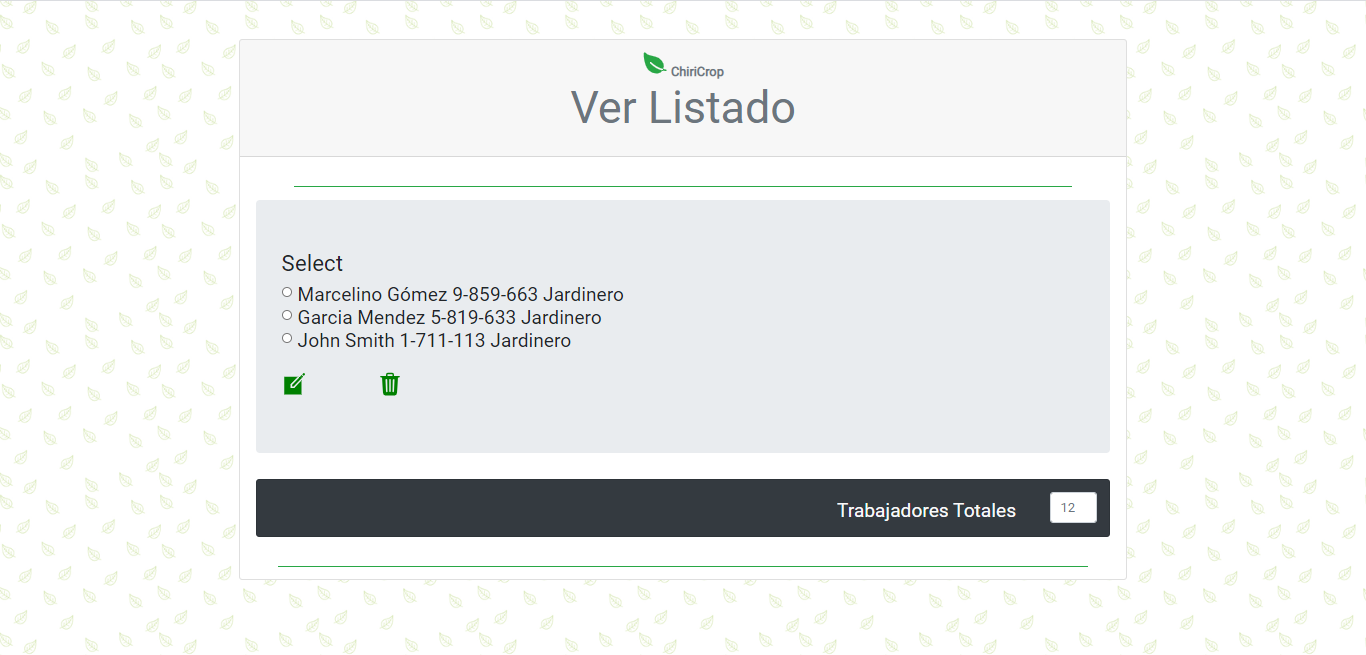 ChiriCrop
Ver Listado
Select
Marcelino Gómez 9-859-663 Jardinero
Garcia Mendez 5-819-633 Jardinero
John Smith 1-711-113 Jardinero
Trabajadores Totales 12